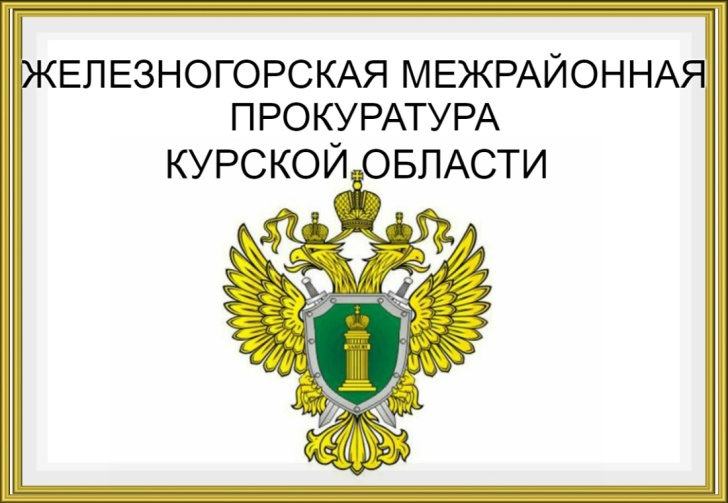 ЖЕЛЕЗНОГОРСКАЯ МЕЖРАЙОННАЯ
ПРОКУРАТУРА
КУРСКОЙ ОБЛАСТИ